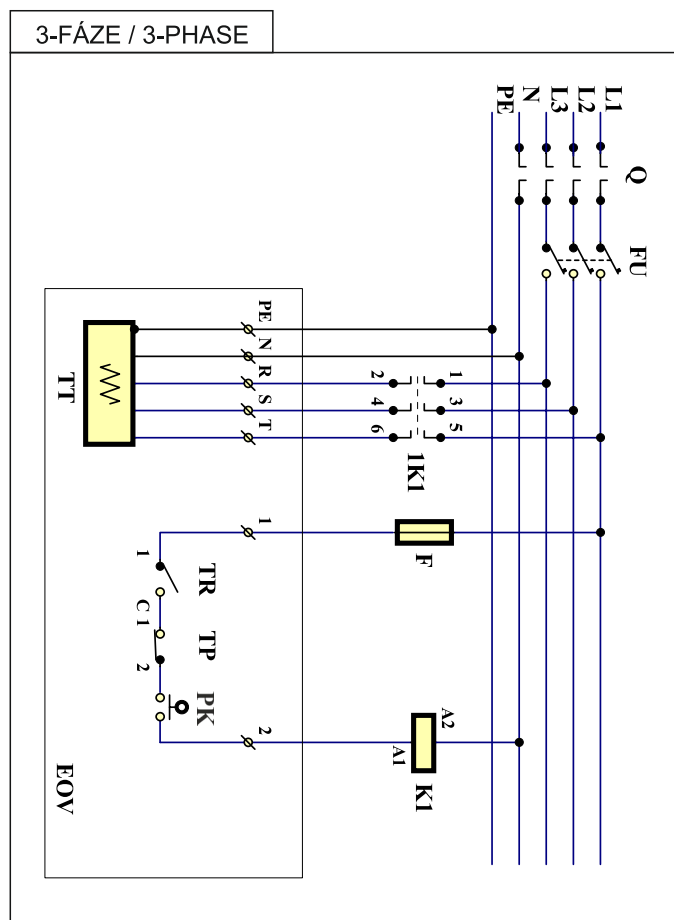 3-FÁZE / 3-PHASE
L1
L2
L3
N
PE
Q
FU
PE
N
R
S
T
TT
1
2
3
4
5
6
1K1
1
F
1
TR
C 1
TP
2
PK
2
A2
A1
K1
EOV